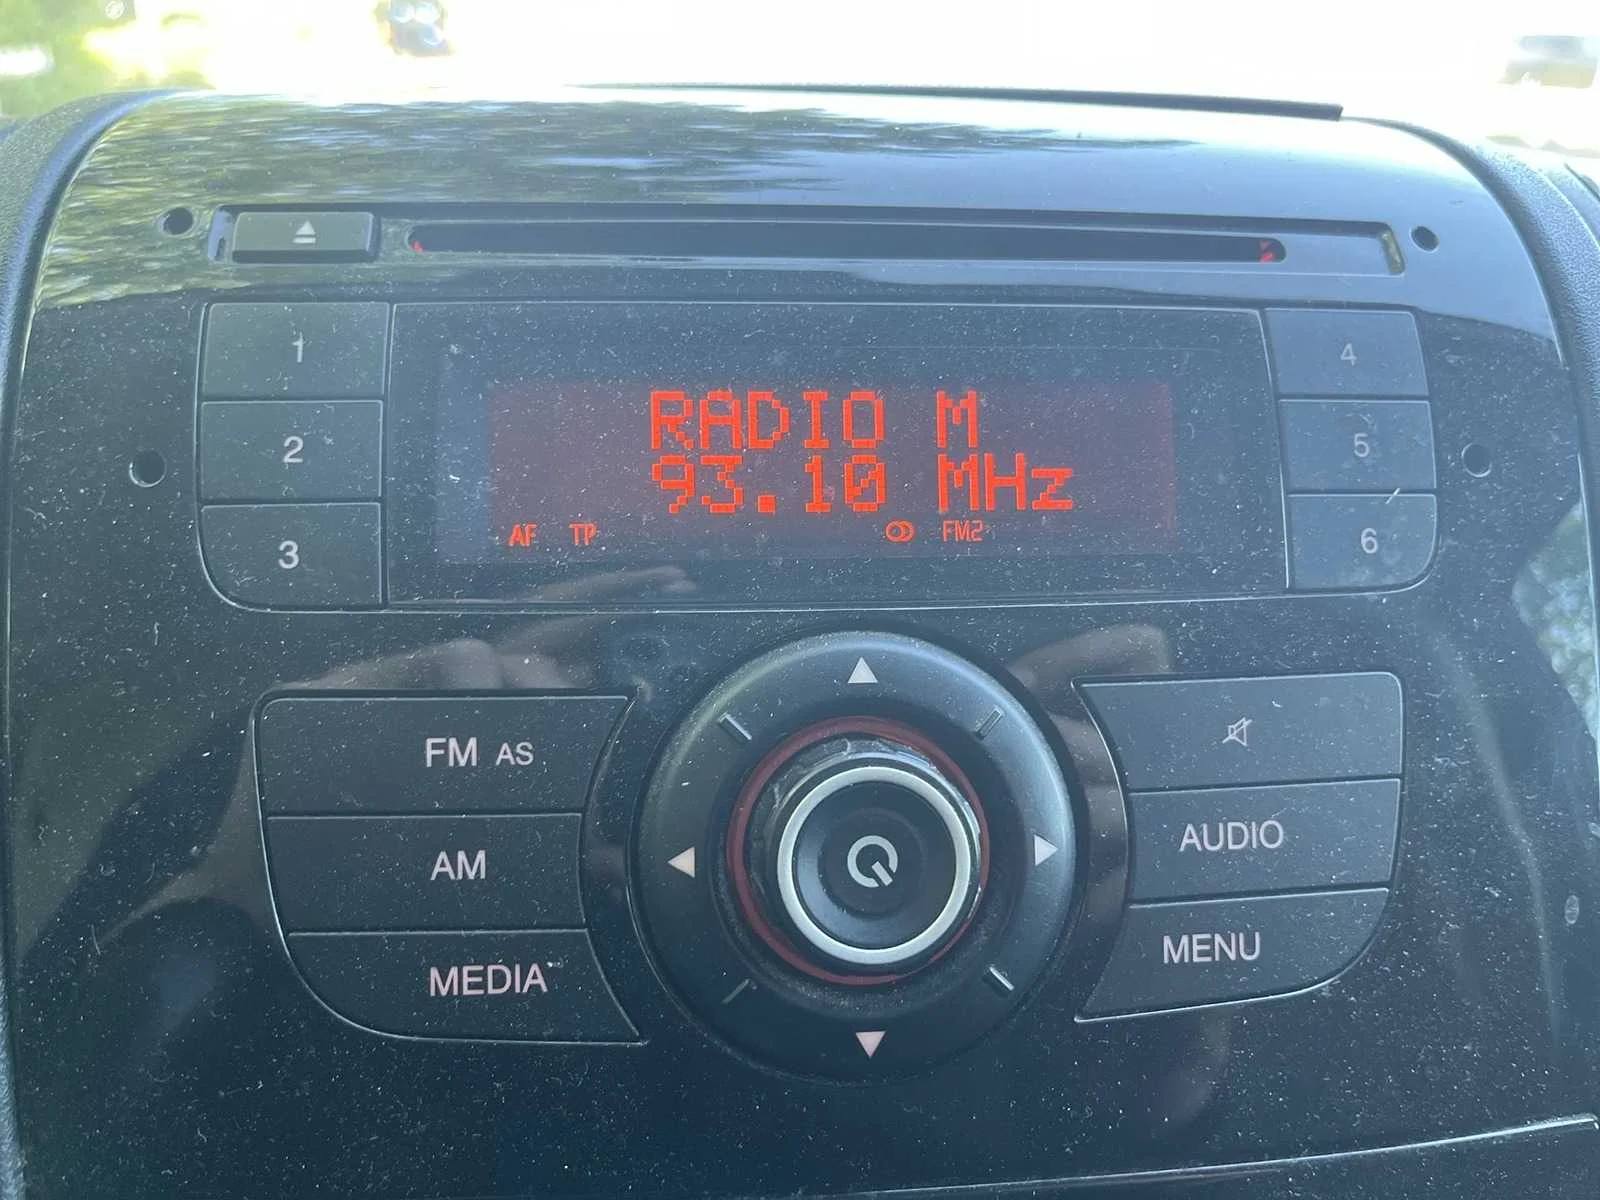 1
2
3
RADIO M
93.10 MHz
AF TP FM2
4
5
6
FM AS
AM
MEDIA
AUDIO
MENU